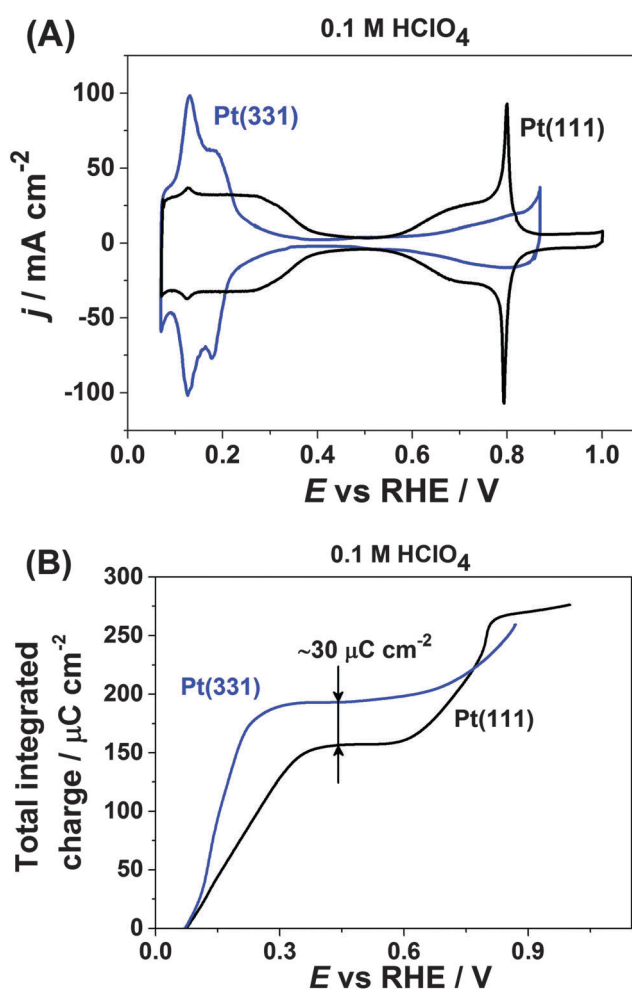 (A)
0.1 M HClO₄
Pt(331)
Pt(111)
100
50
0
-50
-100
j / mA cm⁻²
0.0 0.2 0.4 0.6 0.8 1.0
E vs RHE / V
(B)
0.1 M HClO₄
300
250
200
150
100
50
0
~30 μC cm⁻²
Pt(331)
Pt(111)
Total integrated
charge / μC cm⁻²
0.0 0.3 0.6 0.9
E vs RHE / V